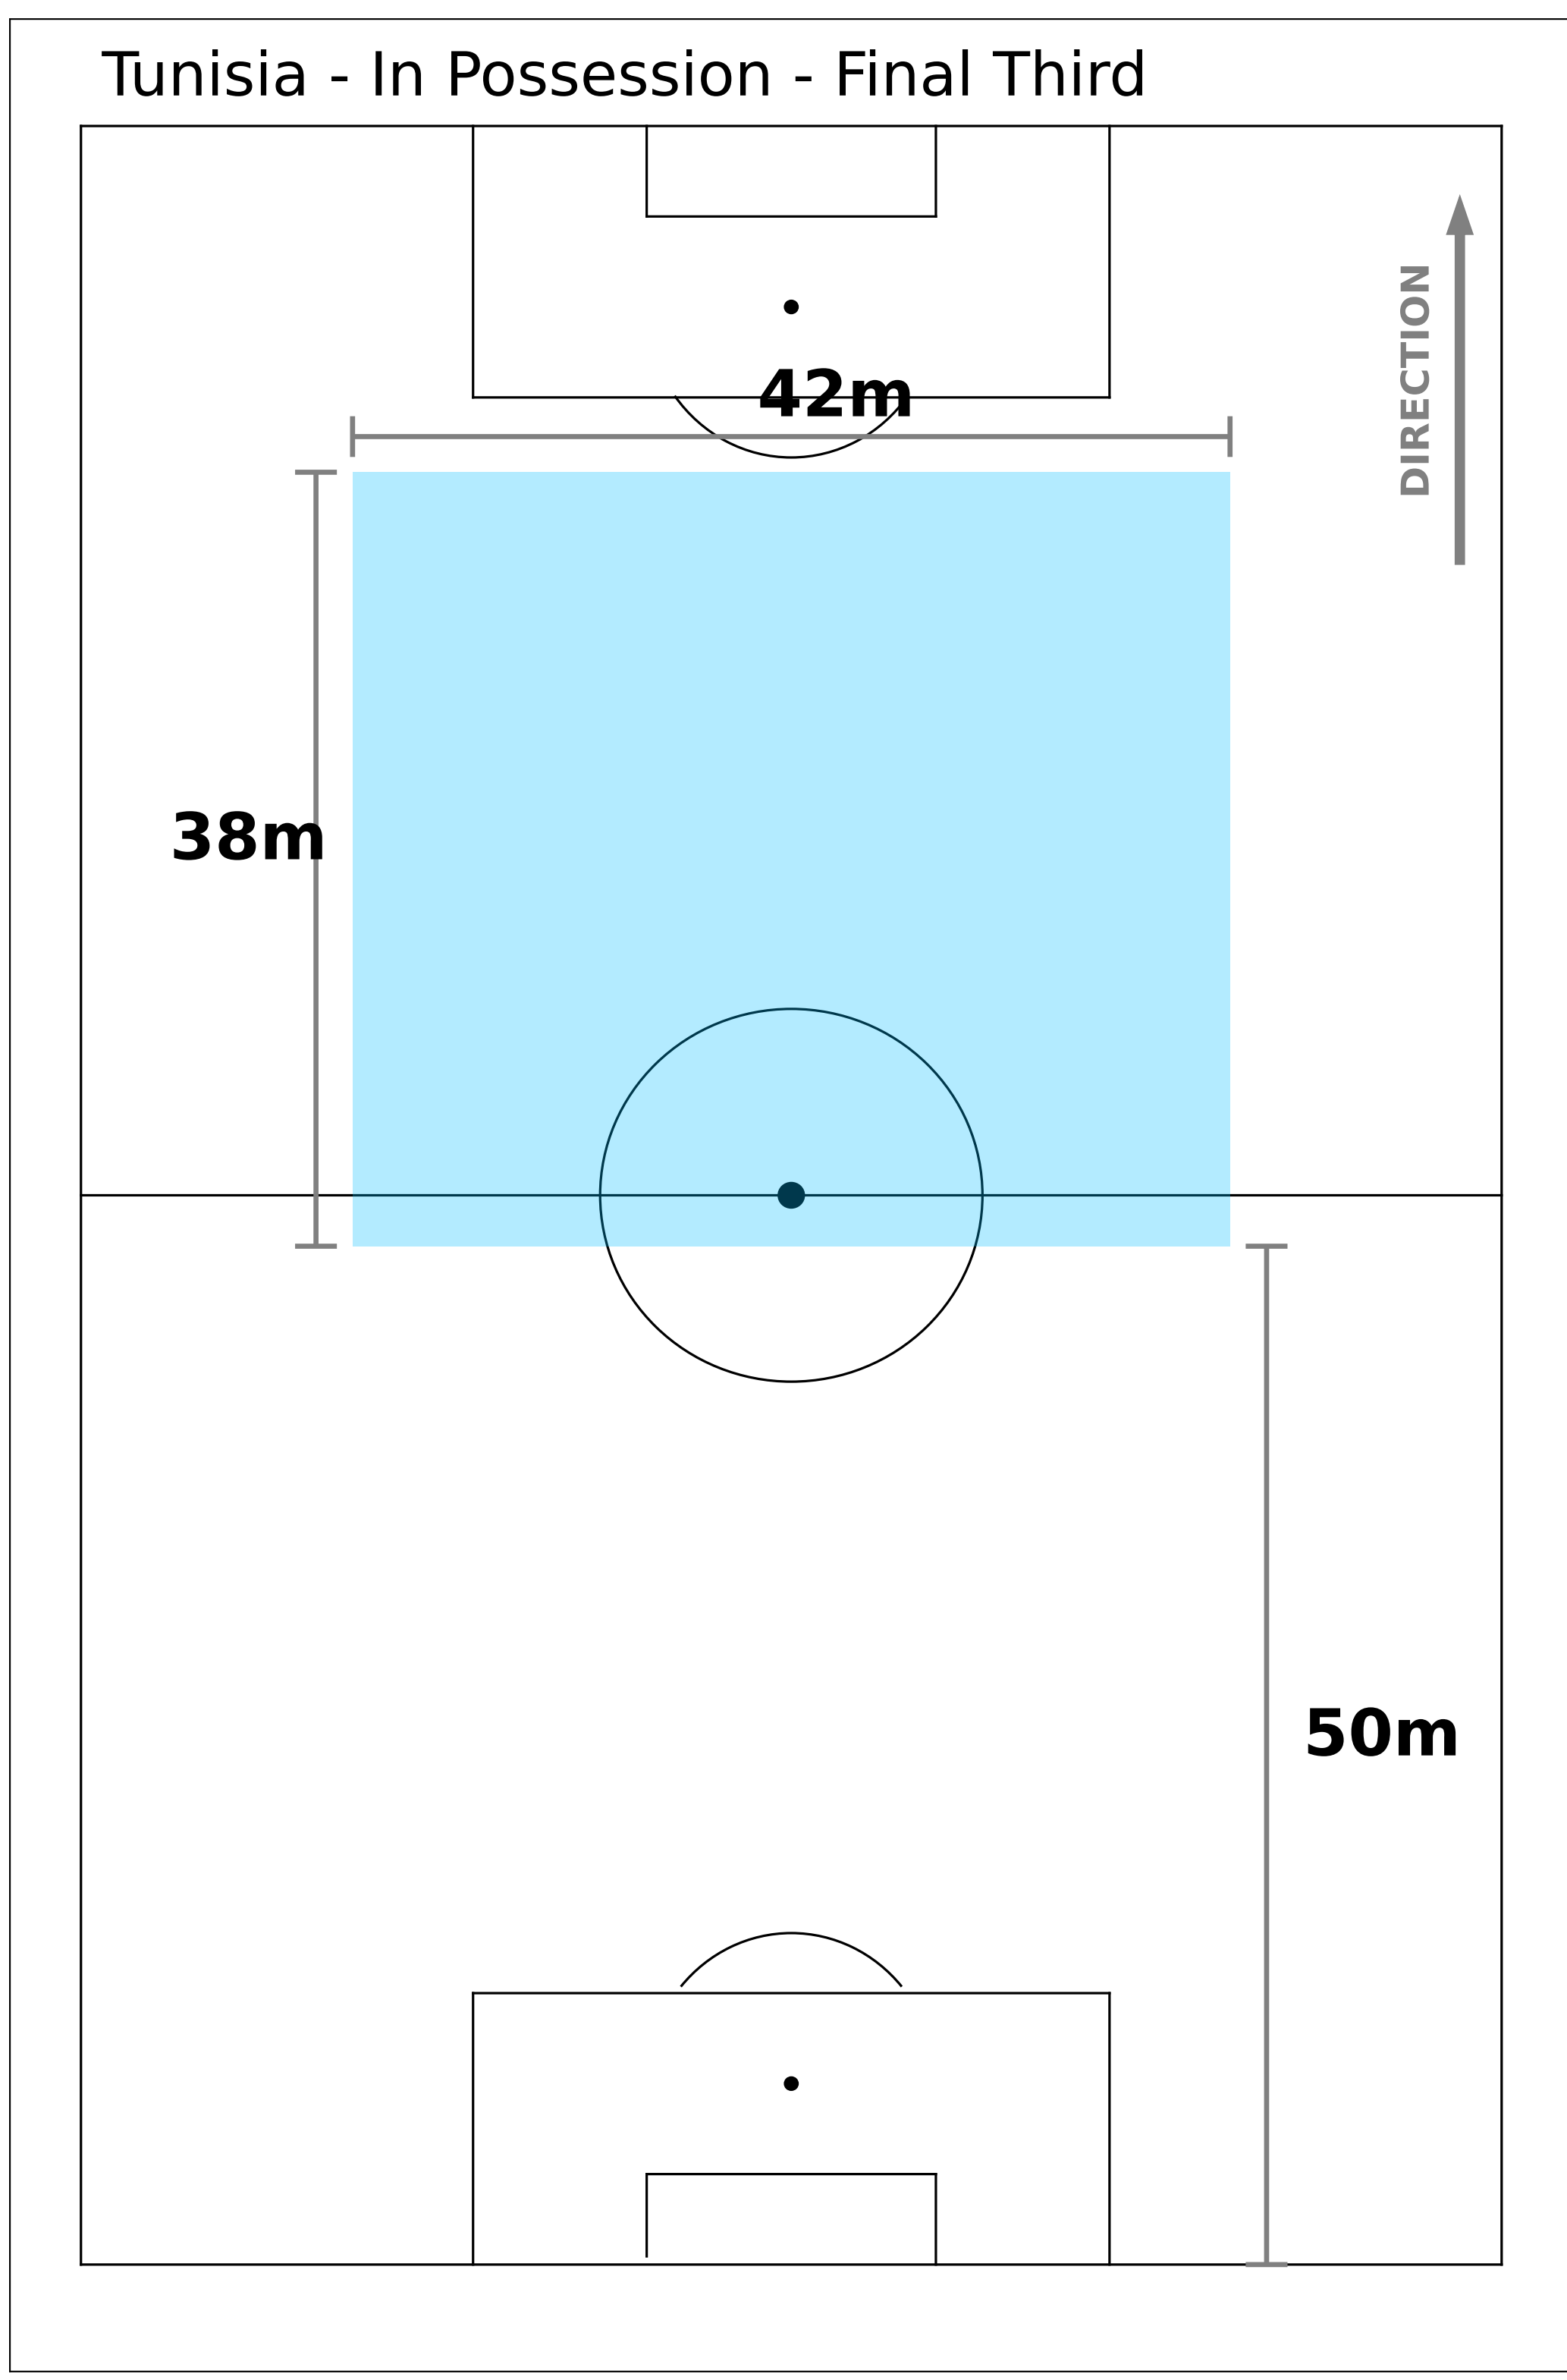 Tunisia - In Possession - Final Third
DIRECTION
42m
38m
50m